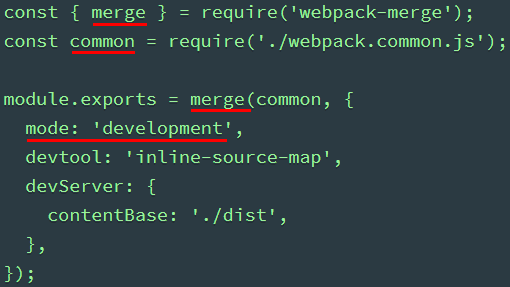 const { merge } = require('webpack-merge');
const common = require('./webpack.common.js');
module.exports = merge(common, {
  mode: 'development',
  devtool: 'inline-source-map',
  devServer: {
    contentBase: './dist',
  },
});